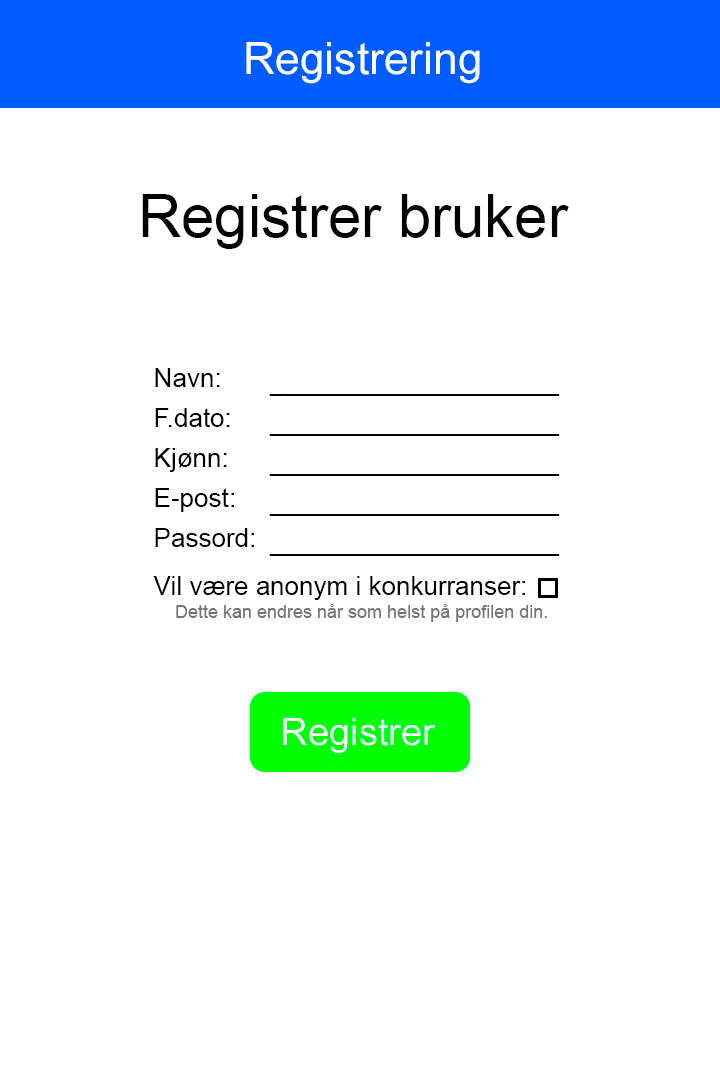 Registrering
Registrer bruker
Navn:
F.dato:
Kjønn:
E-post:
Passord:
Vil være anonym i konkurranser:
Dette kan endres når som helst på profilen din.
Registrer